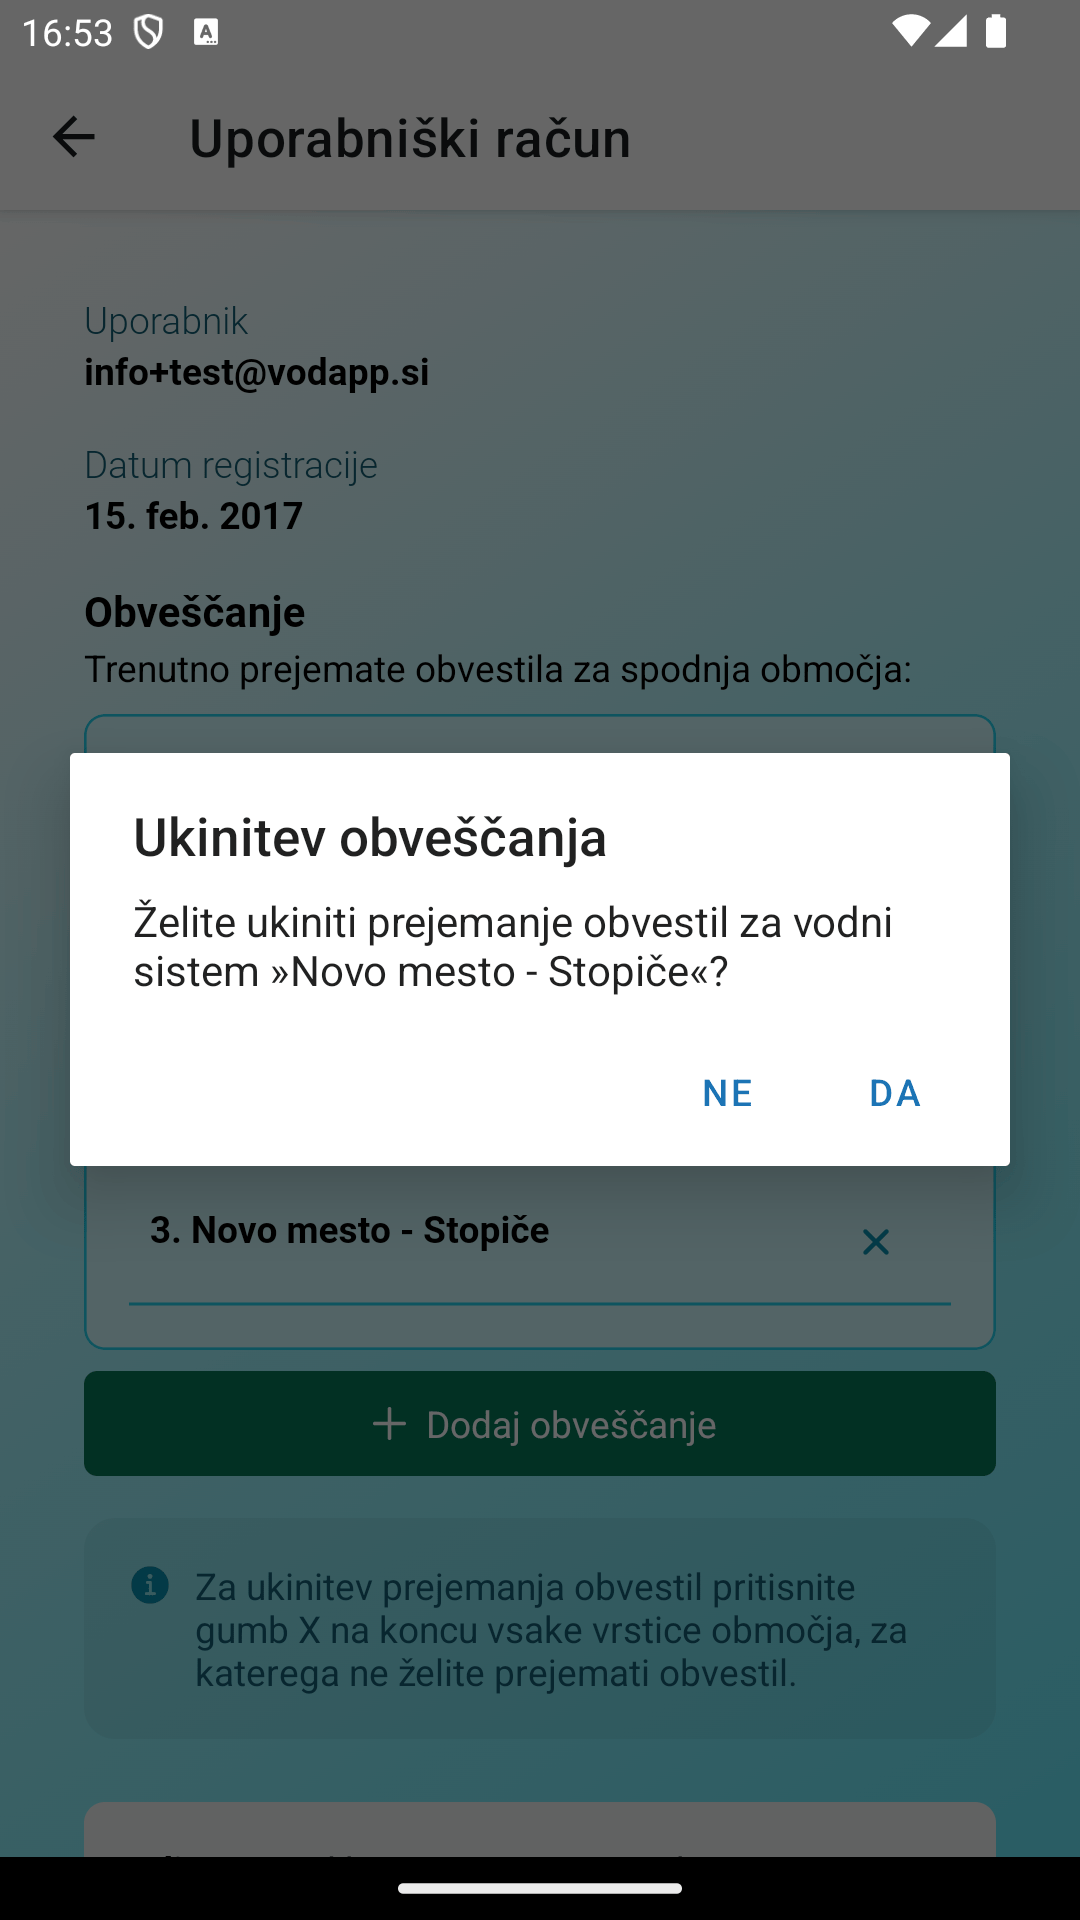 16:53
Uporabniški račun
Uporabnik
info+test@vodapp.si
Datum registracije
15. feb. 2017
Obveščanje
Trenutno prejemate obvestila za spodnja območja:
Ukinitev obveščanja
Želite ukiniti prejemanje obvestil za vodni
sistem »Novo mesto - Stopiče«?
NE DA
3. Novo mesto - Stopiče
Dodaj obveščanje
Za ukinitev prejemanja obvestil pritisnite
gumb X na koncu vsake vrstice območja, za
katerega ne želite prejemati obvestil.